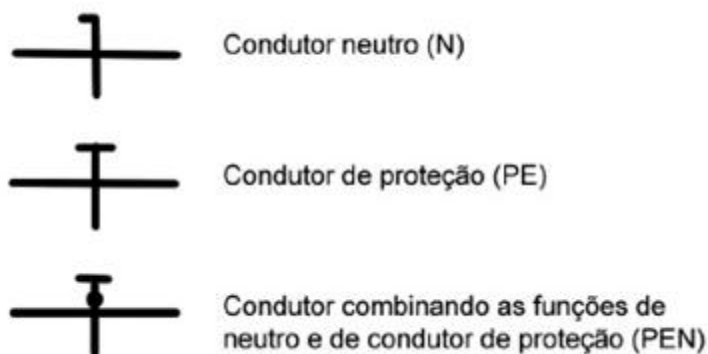 Condutor neutro (N)
Condutor de proteção (PE)
Condutor combinando as funções de
neutro e de condutor de proteção (PEN)